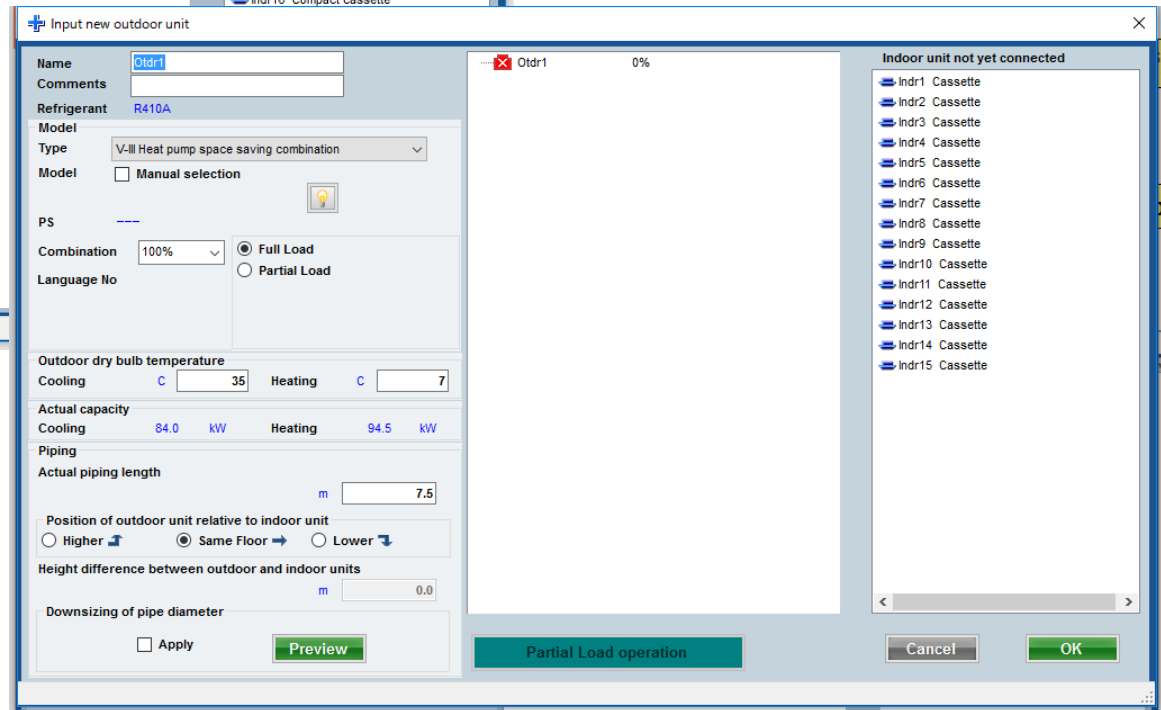 Indr16 Compact cassette
Input new outdoor unit
Name Otdr1
Comments
Refrigerant R410A
Model
Type V-III Heat pump space saving combination
Model Manual selection
PS ---
Combination 100% Full Load
Partial Load
Language No
Outdoor dry bulb temperature
Cooling C 35 Heating C 7
Actual capacity
Cooling 84.0 kW Heating 94.5 kW
Piping
Actual piping length
m 7.5
Position of outdoor unit relative to indoor unit
Higher Same Floor Lower
Height difference between outdoor and indoor units
m 0.0
Downsizing of pipe diameter
Apply Preview
Otdr1 0%
Partial Load operation
Indoor unit not yet connected
Indr1 Cassette
Indr2 Cassette
Indr3 Cassette
Indr4 Cassette
Indr5 Cassette
Indr6 Cassette
Indr7 Cassette
Indr8 Cassette
Indr9 Cassette
Indr10 Cassette
Indr11 Cassette
Indr12 Cassette
Indr13 Cassette
Indr14 Cassette
Indr15 Cassette
Cancel OK